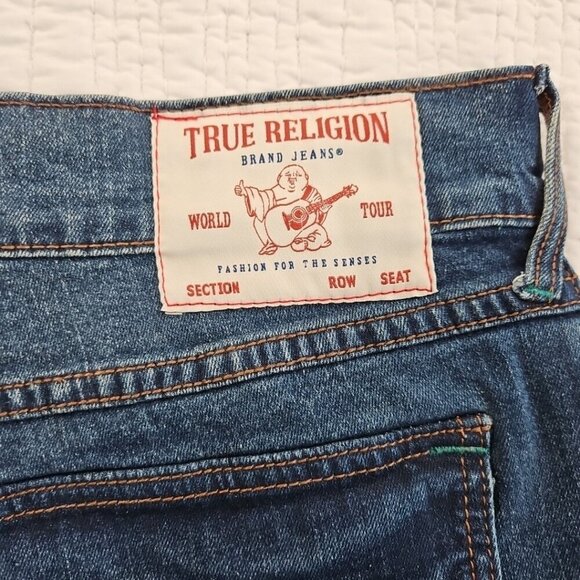 TRUE RELIGION
BRAND JEANS®
WORLD TOUR
FASHION FOR THE SENSES
SECTION ROW SEAT